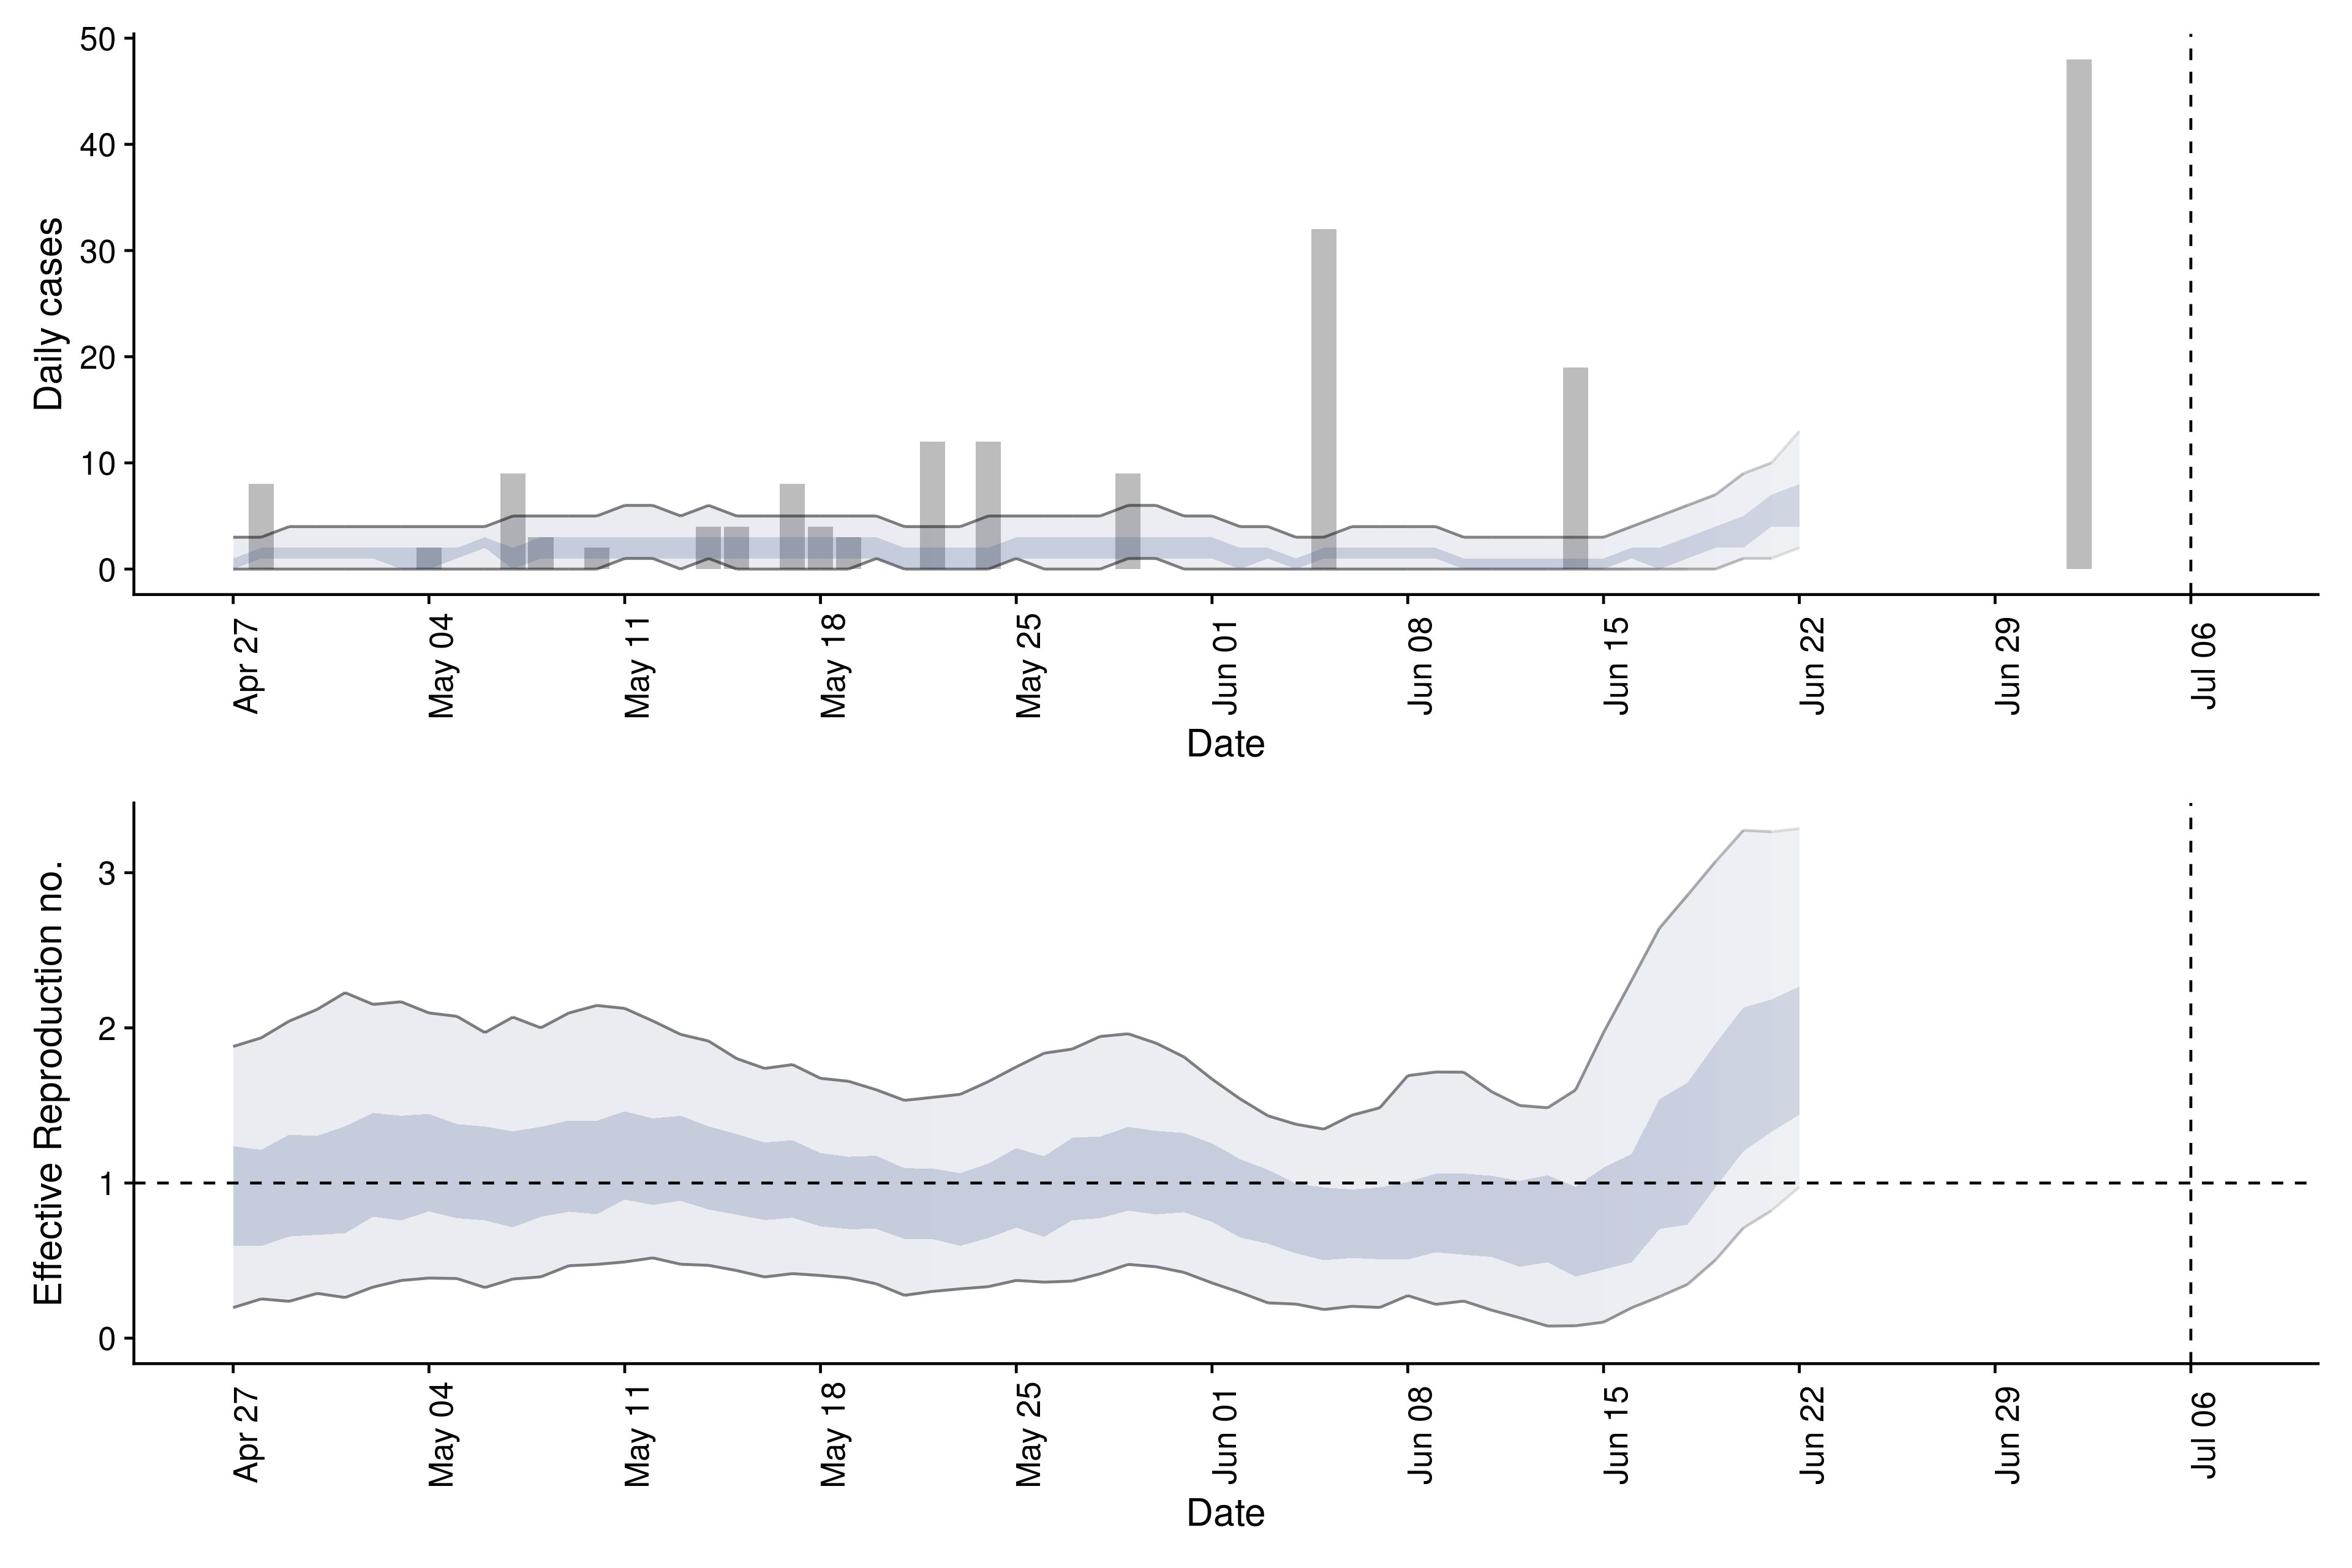 50
40
30
20
10
0
Daily cases
Apr 27
May 04
May 11
May 18
May 25
Jun 01
Jun 08
Jun 15
Jun 22
Jun 29
Jul 06
Date
3
2
1
0
Effective Reproduction no.
Apr 27
May 04
May 11
May 18
May 25
Jun 01
Jun 08
Jun 15
Jun 22
Jun 29
Jul 06
Date